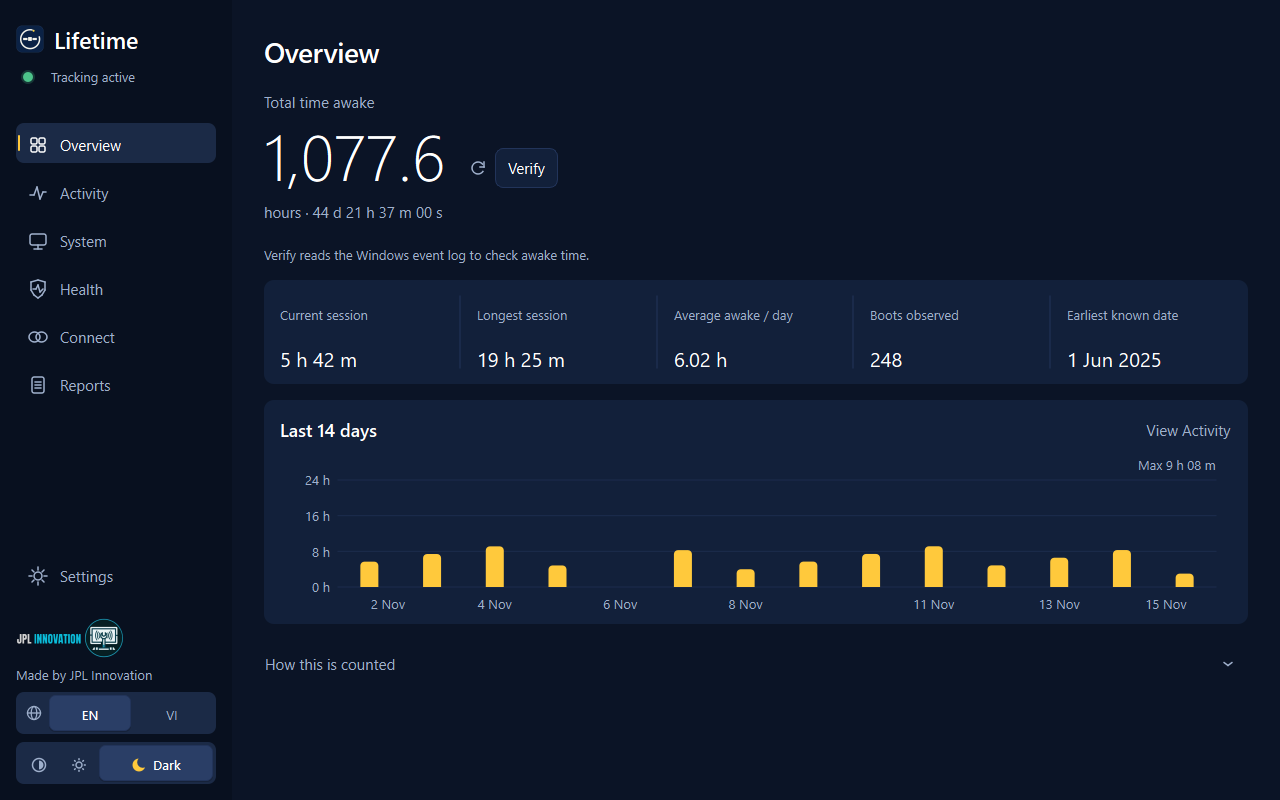 Lifetime
Tracking active
Overview
Activity
System
Health
Connect
Reports
Settings
JPL INNOVATION
Made by JPL Innovation
EN VI
Dark
Overview
Total time awake
1,077.6 Verify
hours · 44 d 21 h 37 m 00 s
Verify reads the Windows event log to check awake time.
Current session Longest session Average awake / day Boots observed Earliest known date
5 h 42 m 19 h 25 m 6.02 h 248 1 Jun 2025
Last 14 days View Activity
Max 9 h 08 m
24 h
16 h
8 h
0 h
2 Nov 4 Nov 6 Nov 8 Nov 11 Nov 13 Nov 15 Nov
How this is counted